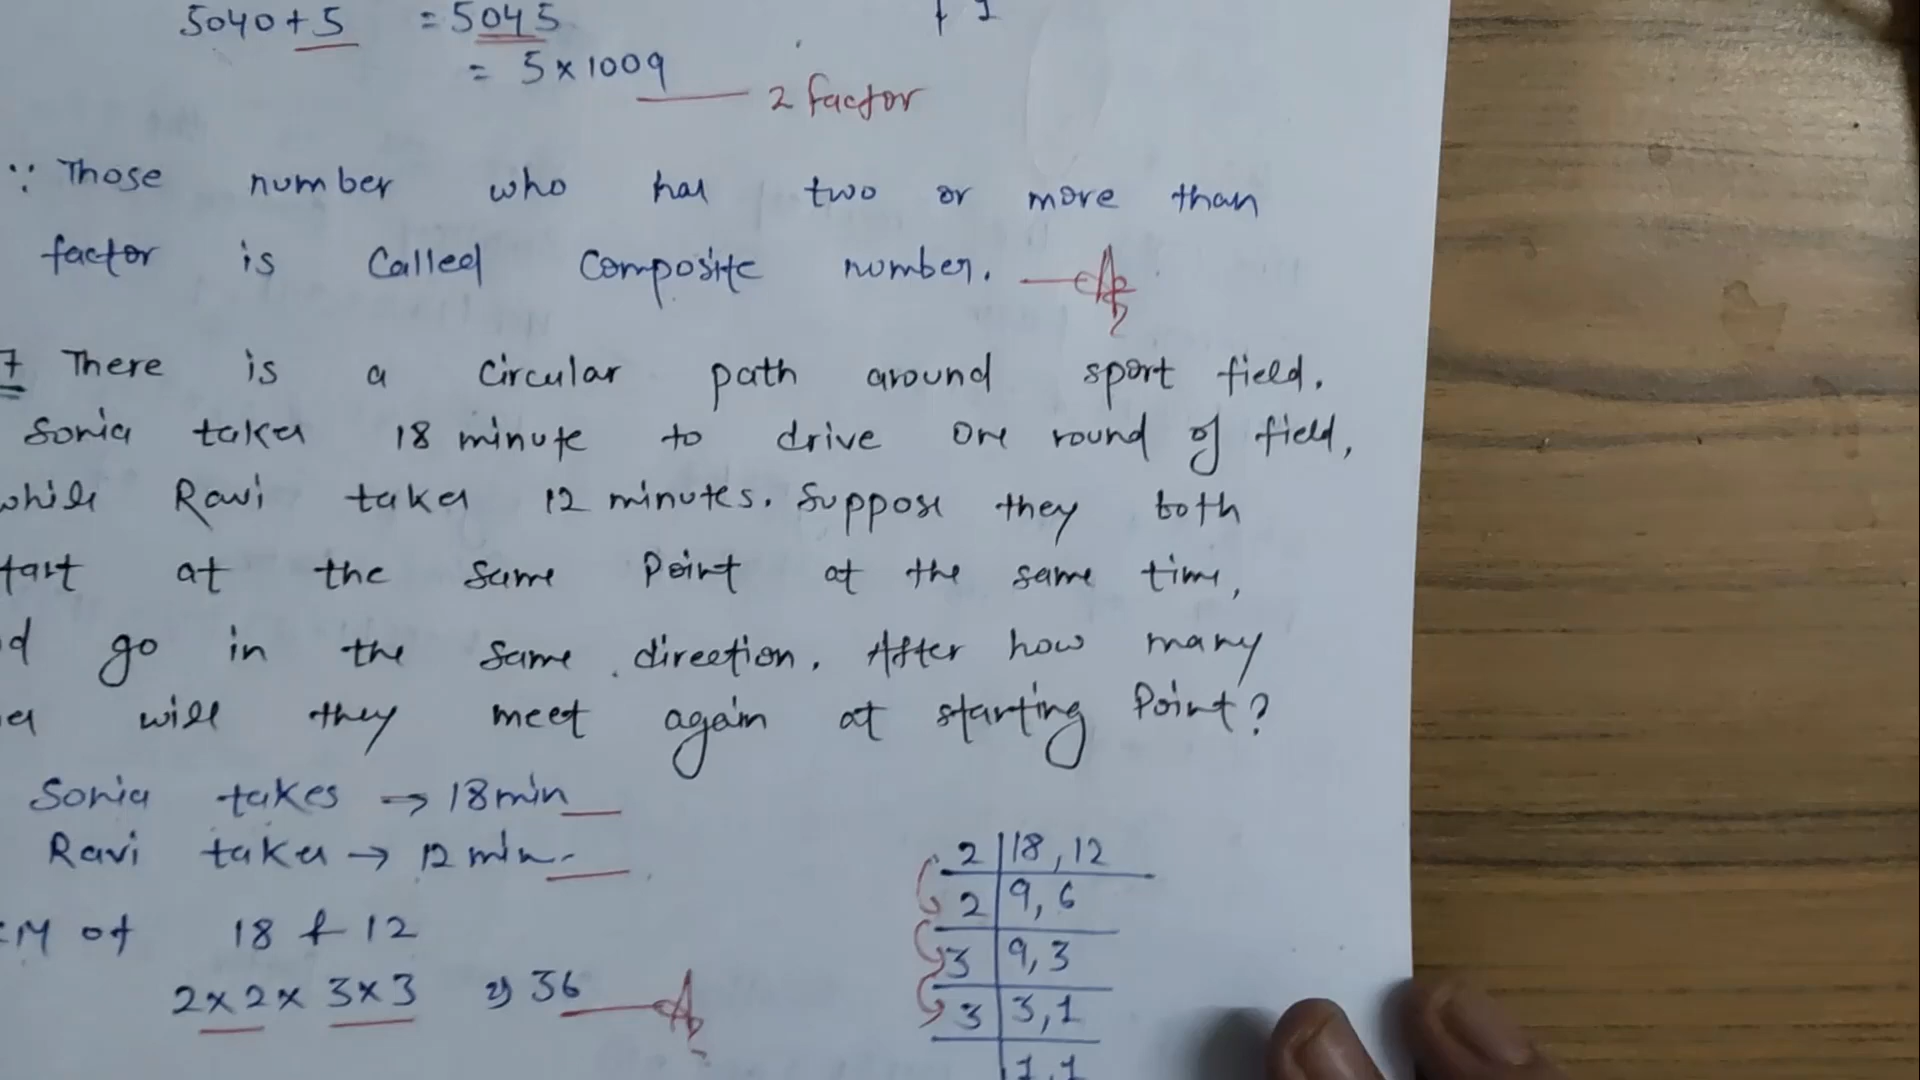 5040+5 = 5045
= 5×1009 2 factor
∵ Those number who has two or more than
factor is called composite number.
7 There is a circular path around sport field.
Sonia takes 18 minute to drive one round of field,
while Ravi takes 12 minutes. Suppose they both
tart at the same Point at the same time,
d go in the same direction. After how many
will they meet again at starting Point?
Sonia takes → 18min
Ravi takes → 12 min
M of 18 & 12
2×2×3×3 ⇒ 36
2 | 18, 12
2 | 9, 6
3 | 9, 3
3 | 3, 1
1, 1